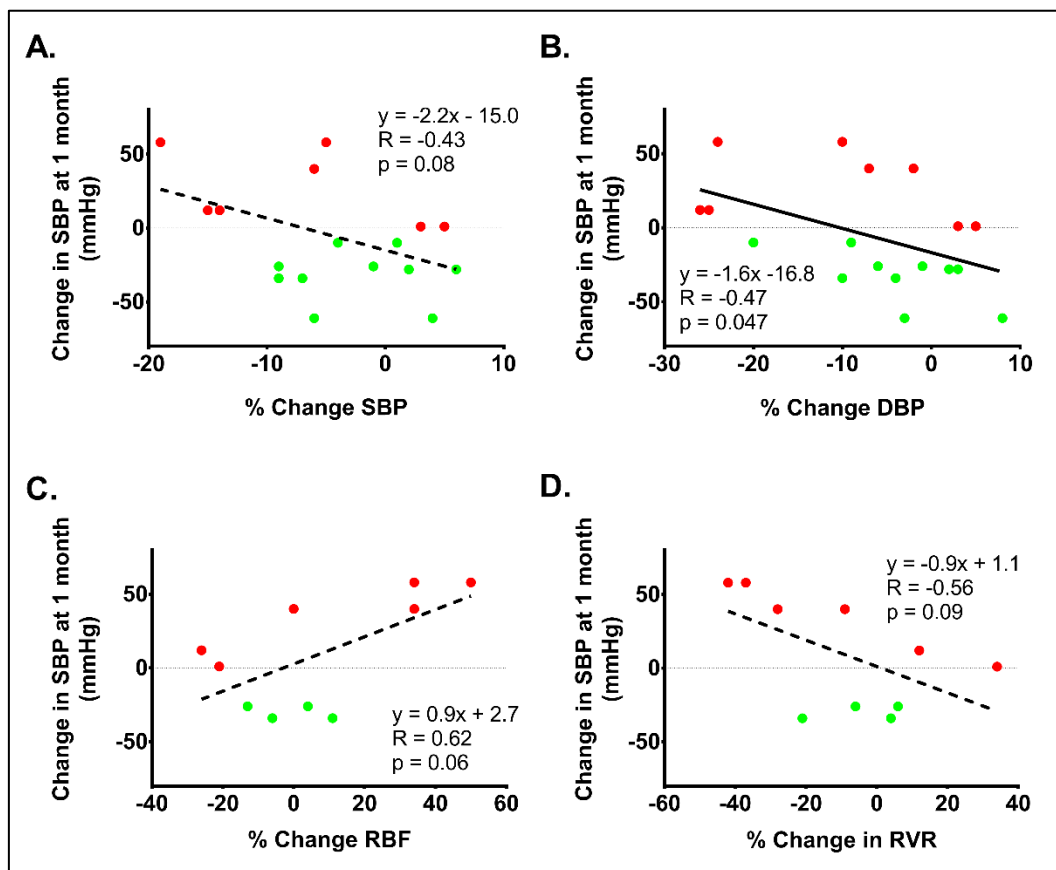 A.
Change in SBP at 1 month
(mmHg)
50
0
-50
y = -2.2x - 15.0
R = -0.43
p = 0.08
-20
-10
0
10
% Change SBP
B.
Change in SBP at 1 month
(mmHg)
50
0
-50
y = -1.6x -16.8
R = -0.47
p = 0.047
-30
-20
-10
0
10
% Change DBP
C.
Change in SBP at 1 month
(mmHg)
50
0
-50
y = 0.9x + 2.7
R = 0.62
p = 0.06
-40
-20
0
20
40
60
% Change RBF
D.
Change in SBP at 1 month
(mmHg)
50
0
-50
y = -0.9x + 1.1
R = -0.56
p = 0.09
-60
-40
-20
0
20
40
% Change in RVR